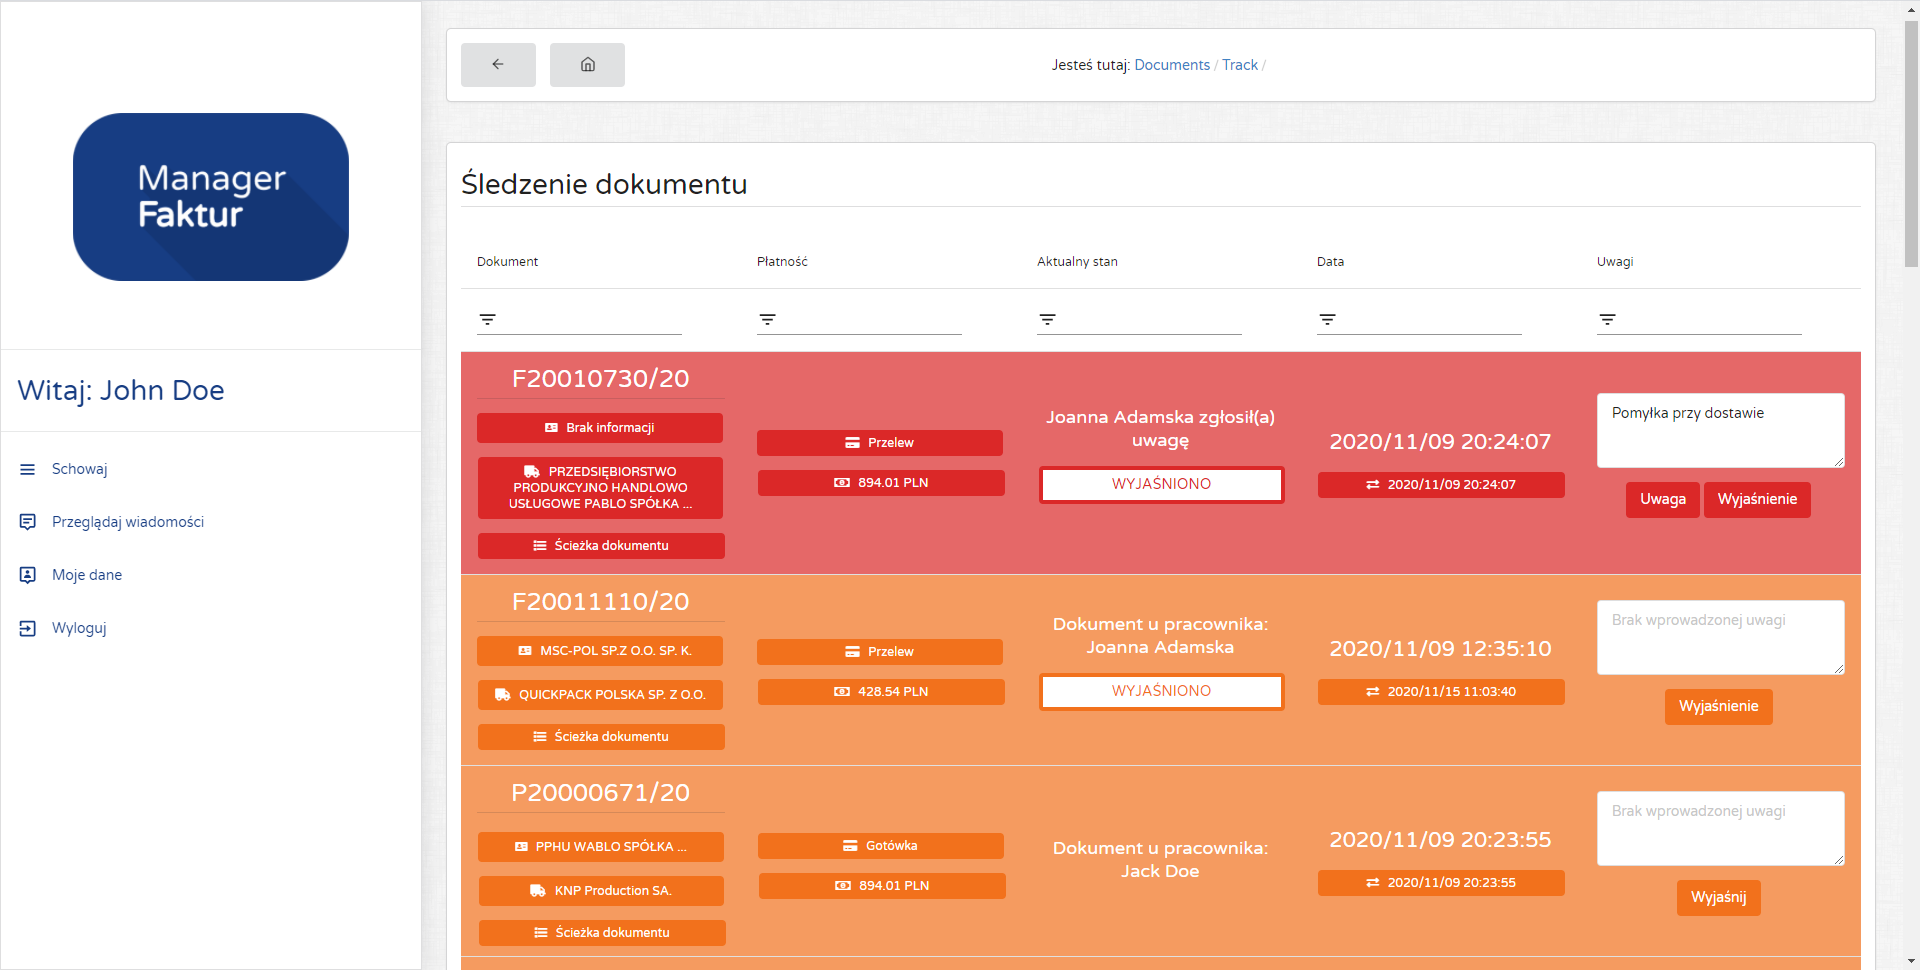 Manager
Faktur
Witaj: John Doe
Schowaj
Przeglądaj wiadomości
Moje dane
Wyloguj
Jesteś tutaj: Documents / Track /
Śledzenie dokumentu
Dokument
Płatność
Aktualny stan
Data
Uwagi
F20010730/20
Brak informacji
PRZEDSIĘBIORSTWO
PRODUKCYJNO HANDLOWO
USŁUGOWE PABLO SPÓŁKA ...
Ścieżka dokumentu
Przelew
894.01 PLN
Joanna Adamska zgłosił(a)
uwagę
WYJAŚNIONO
2020/11/09 20:24:07
2020/11/09 20:24:07
Pomyłka przy dostawie
Uwaga
Wyjaśnienie
F20011110/20
MSC-POL SP.Z O.O. SP. K.
QUICKPACK POLSKA SP. Z O.O.
Ścieżka dokumentu
Przelew
428.54 PLN
Dokument u pracownika:
Joanna Adamska
WYJAŚNIONO
2020/11/09 12:35:10
2020/11/15 11:03:40
Brak wprowadzonej uwagi
Wyjaśnienie
P20000671/20
PPHU WABLO SPÓŁKA ...
KNP Production SA.
Ścieżka dokumentu
Gotówka
894.01 PLN
Dokument u pracownika:
Jack Doe
2020/11/09 20:23:55
2020/11/09 20:23:55
Brak wprowadzonej uwagi
Wyjaśnij